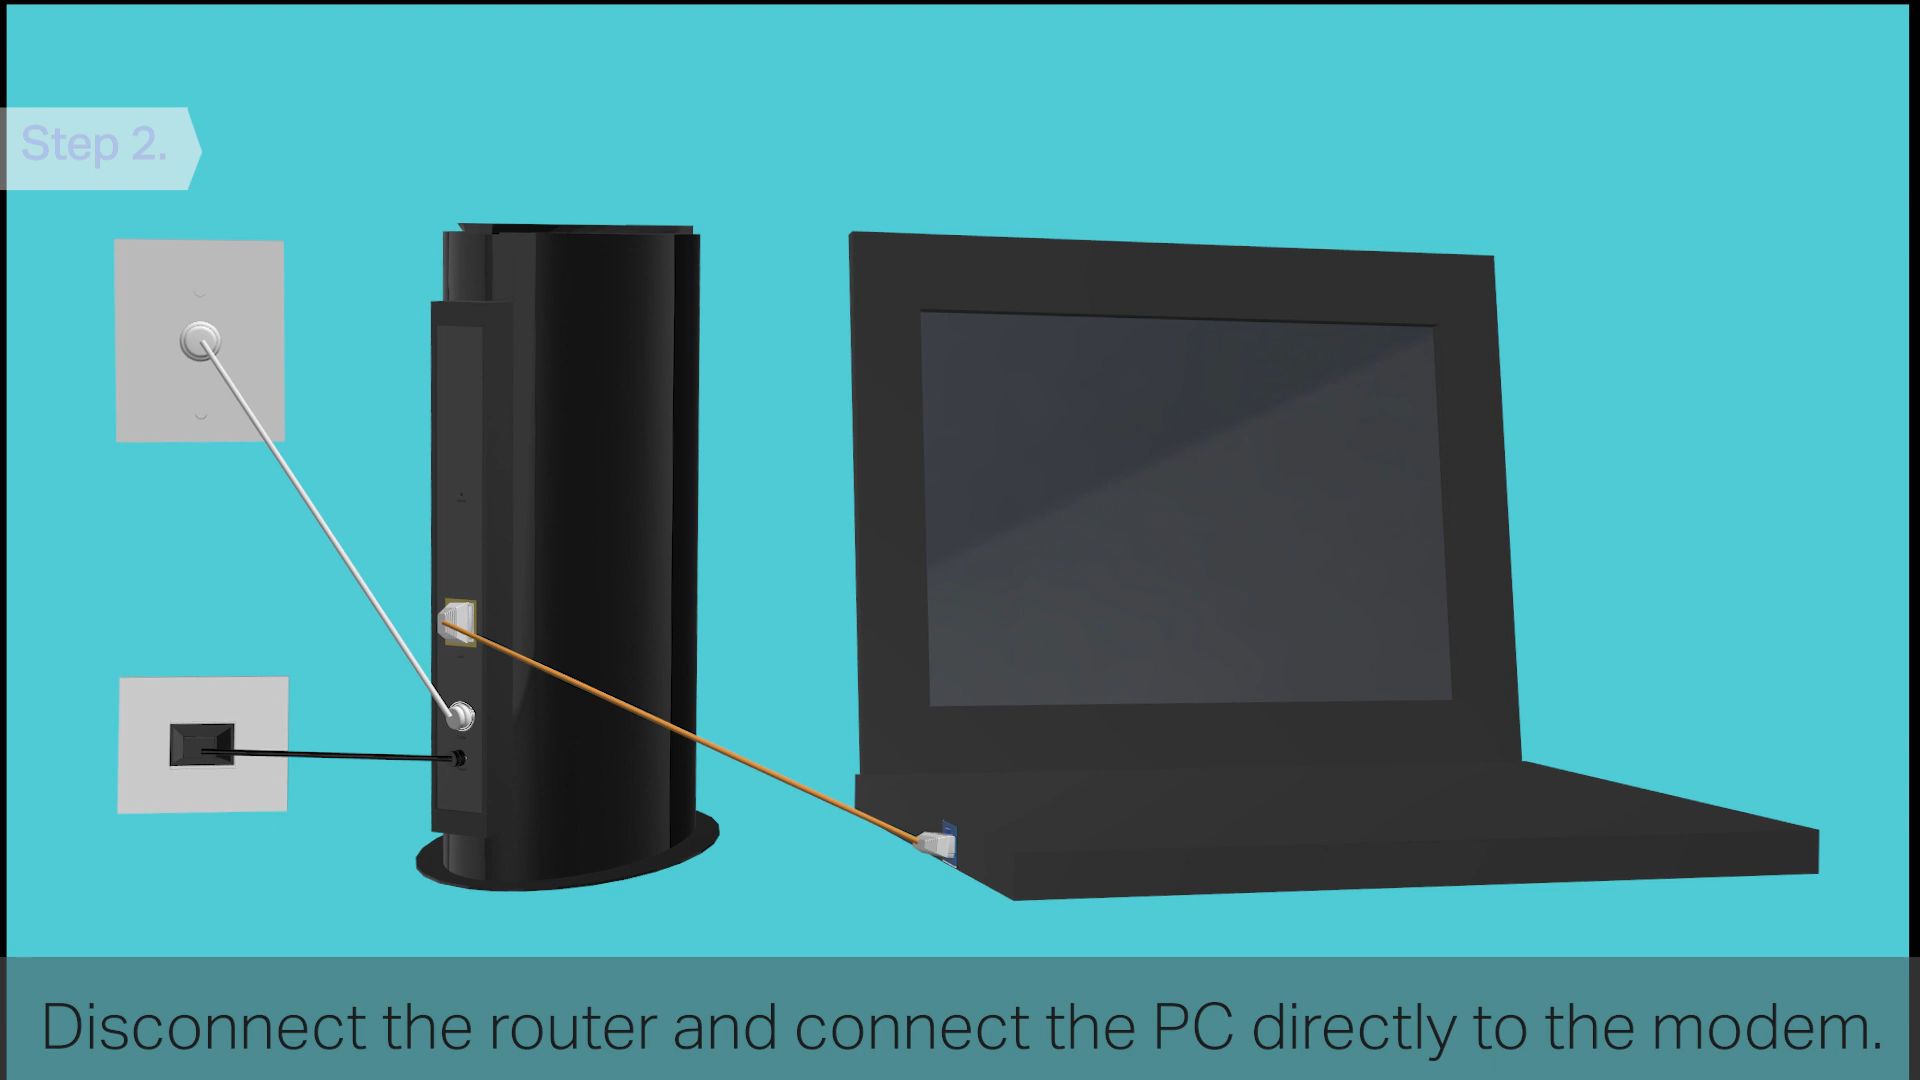 Step 2.
Disconnect the router and connect the PC directly to the modem.